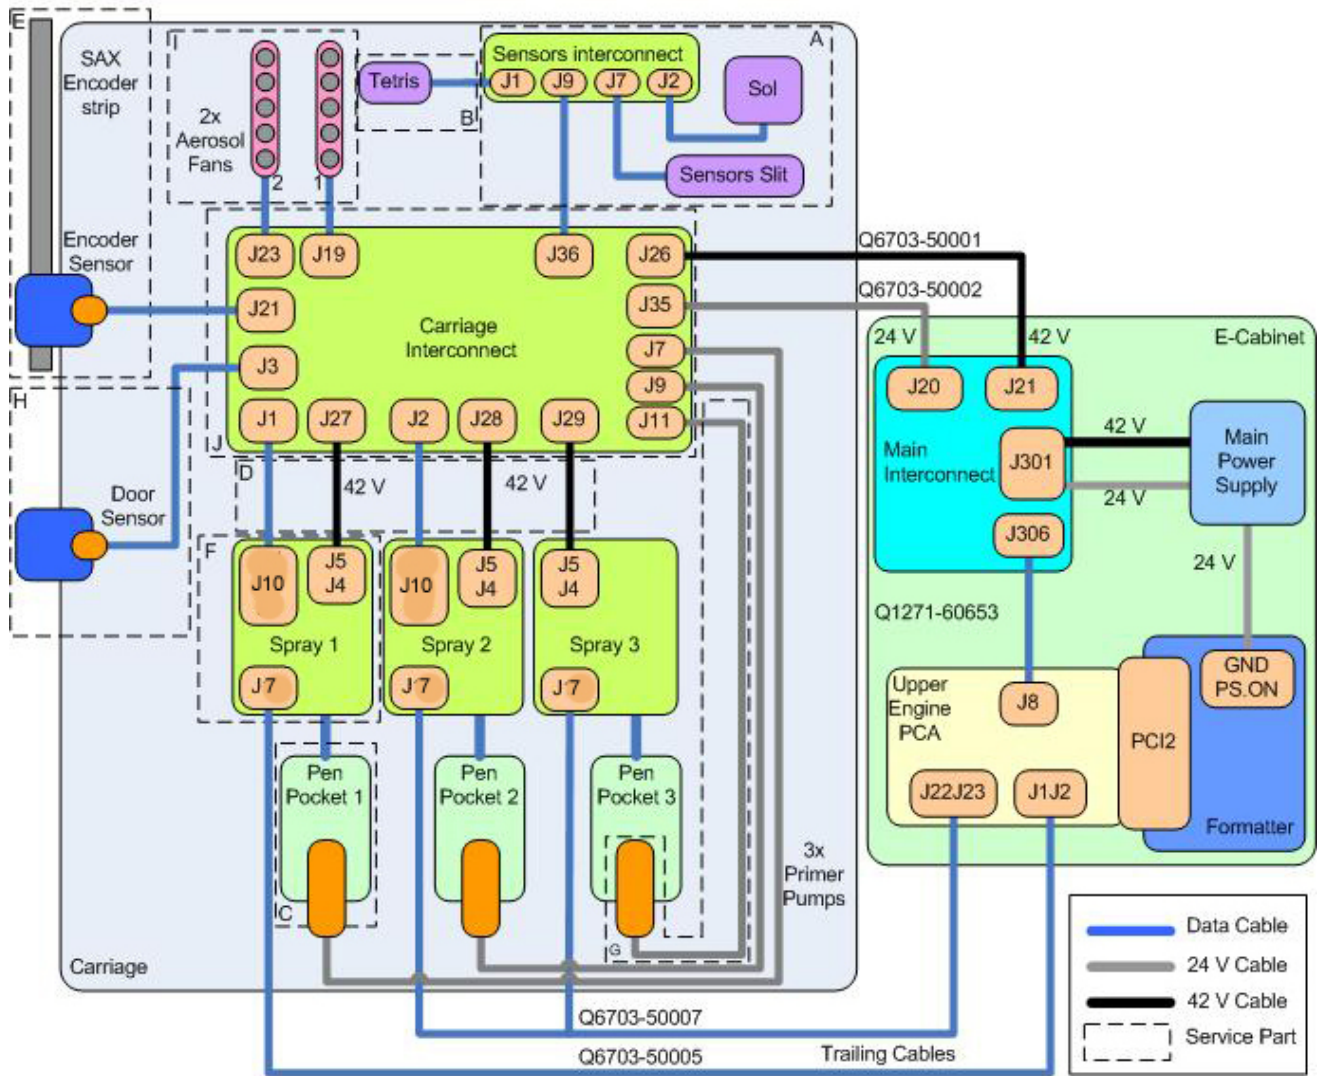 E
SAX
Encoder
strip
I
2x
Aerosol
Fans
2
1
Tetris
B
A
Sensors interconnect
J1
J9
J7
J2
Sol
Sensors Slit
Encoder
Sensor
J23
J19
J36
J26
J21
J35
J3
Carriage
Interconnect
J7
J9
J11
J1
J27
J2
J28
J29
J
Q6703-50001
Q6703-50002
24 V
42 V
E-Cabinet
J20
J21
Main
Interconnect
J301
J306
42 V
24 V
Main
Power
Supply
24 V
H
Door
Sensor
D
42 V
42 V
F
J10
J5
J4
Spray 1
J7
J10
J5
J4
Spray 2
J7
J5
J4
Spray 3
J7
Q1271-60653
Upper
Engine
PCA
J8
J22J23
J1J2
PCI2
GND
PS.ON
Formatter
Pen
Pocket 1
C
Pen
Pocket 2
Pen
Pocket 3
G
3x
Primer
Pumps
Carriage
Q6703-50007
Q6703-50005
Trailing Cables
Data Cable
24 V Cable
42 V Cable
Service Part